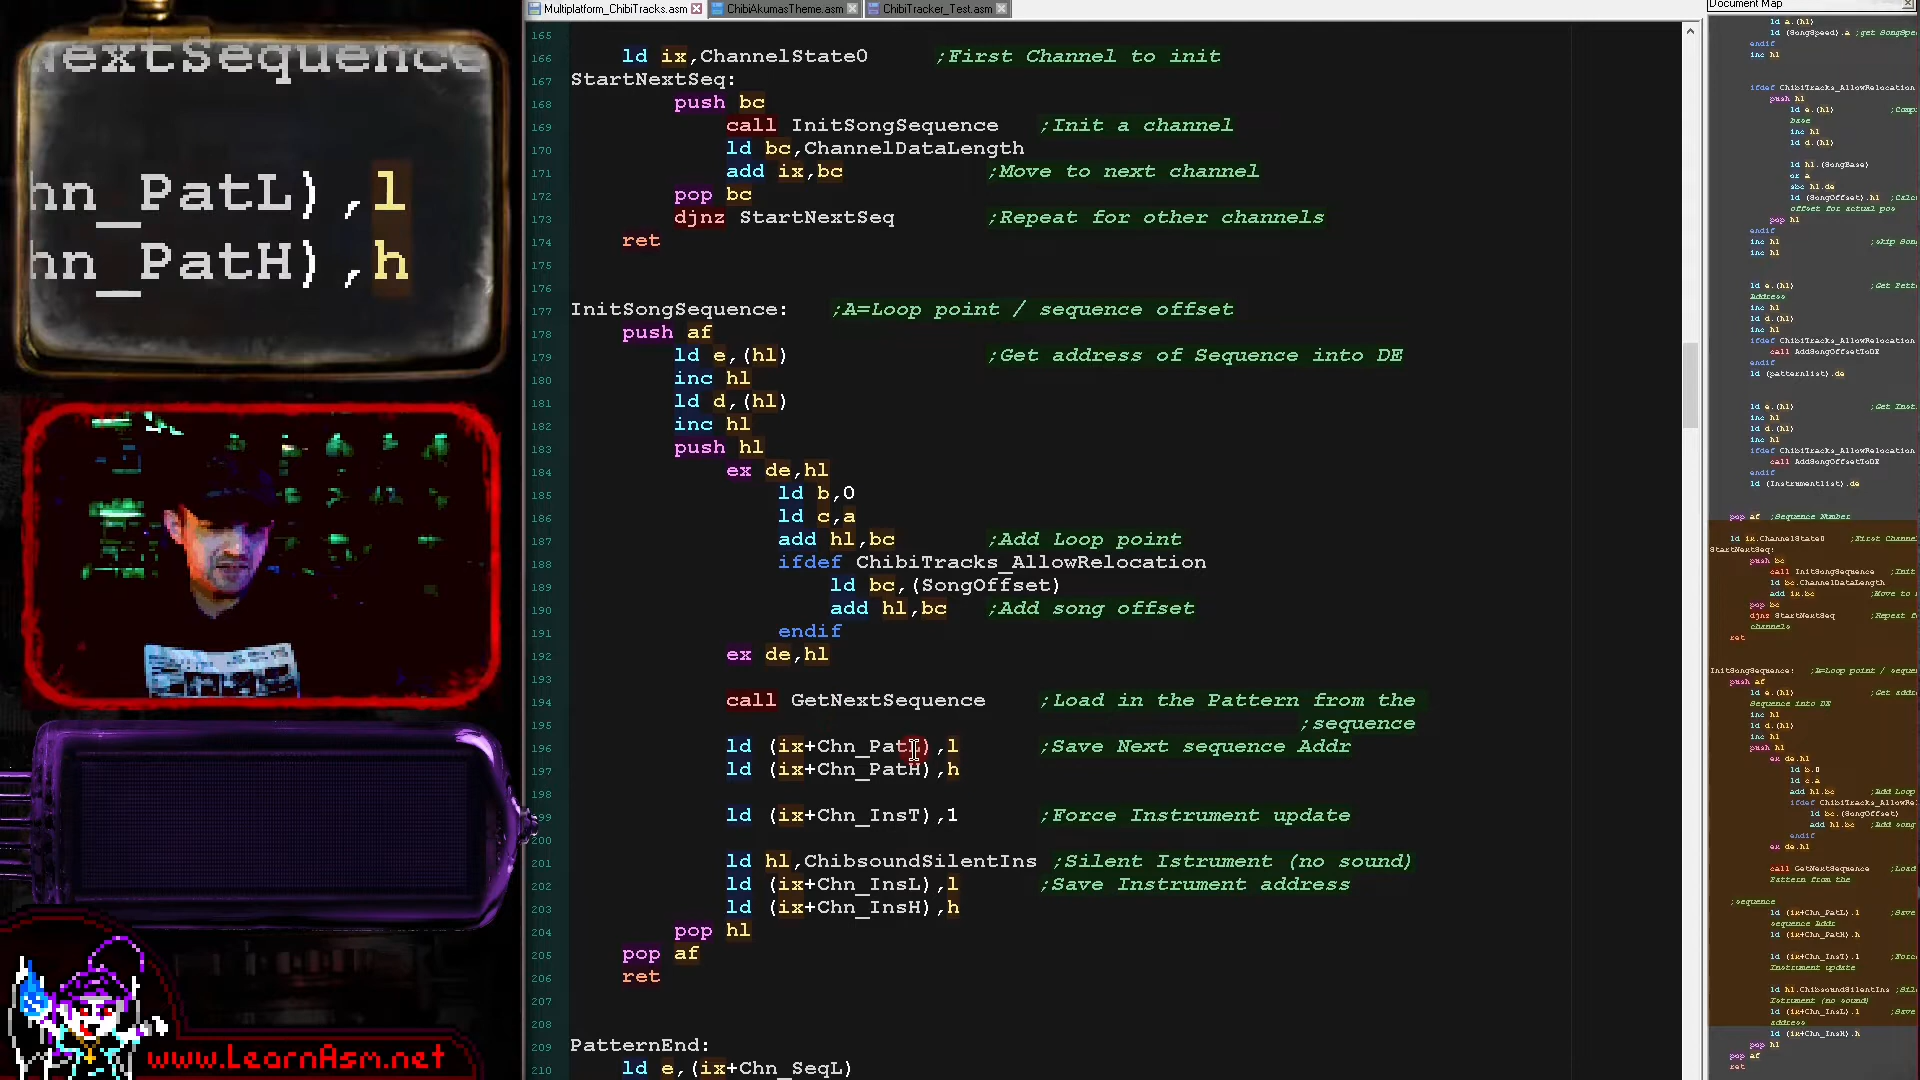 Multiplatform_ChibiTracks.asm
ChibiAkumasTheme.asm
ChibiTracker_Test.asm
Document Map
NextSequence
hn_PatL),l
hn_PatH),h
165
166 ld ix,ChannelState0 ;First Channel to init
167 StartNextSeq:
168 push bc
169 call InitSongSequence ;Init a channel
170 ld bc,ChannelDataLength
171 add ix,bc ;Move to next channel
172 pop bc
173 djnz StartNextSeq ;Repeat for other channels
174 ret
175
176
177 InitSongSequence: ;A=Loop point / sequence offset
178 push af
179 ld e,(hl) ;Get address of Sequence into DE
180 inc hl
181 ld d,(hl)
182 inc hl
183 push hl
184 ex de,hl
185 ld b,0
186 ld c,a
187 add hl,bc ;Add Loop point
188 ifdef ChibiTracks_AllowRelocation
189 ld bc,(SongOffset)
190 add hl,bc ;Add song offset
191 endif
192 ex de,hl
193
194 call GetNextSequence ;Load in the Pattern from the
195 ;sequence
196 ld (ix+Chn_PatL),l ;Save Next sequence Addr
197 ld (ix+Chn_PatH),h
198
199 ld (ix+Chn_InsT),1 ;Force Instrument update
200
201 ld hl,ChibsoundSilentIns ;Silent Istrument (no sound)
202 ld (ix+Chn_InsL),l ;Save Instrument address
203 ld (ix+Chn_InsH),h
204 pop hl
205 pop af
206 ret
207
208
209 PatternEnd:
210 ld e,(ix+Chn_SeqL)
www.LearnAsm.net